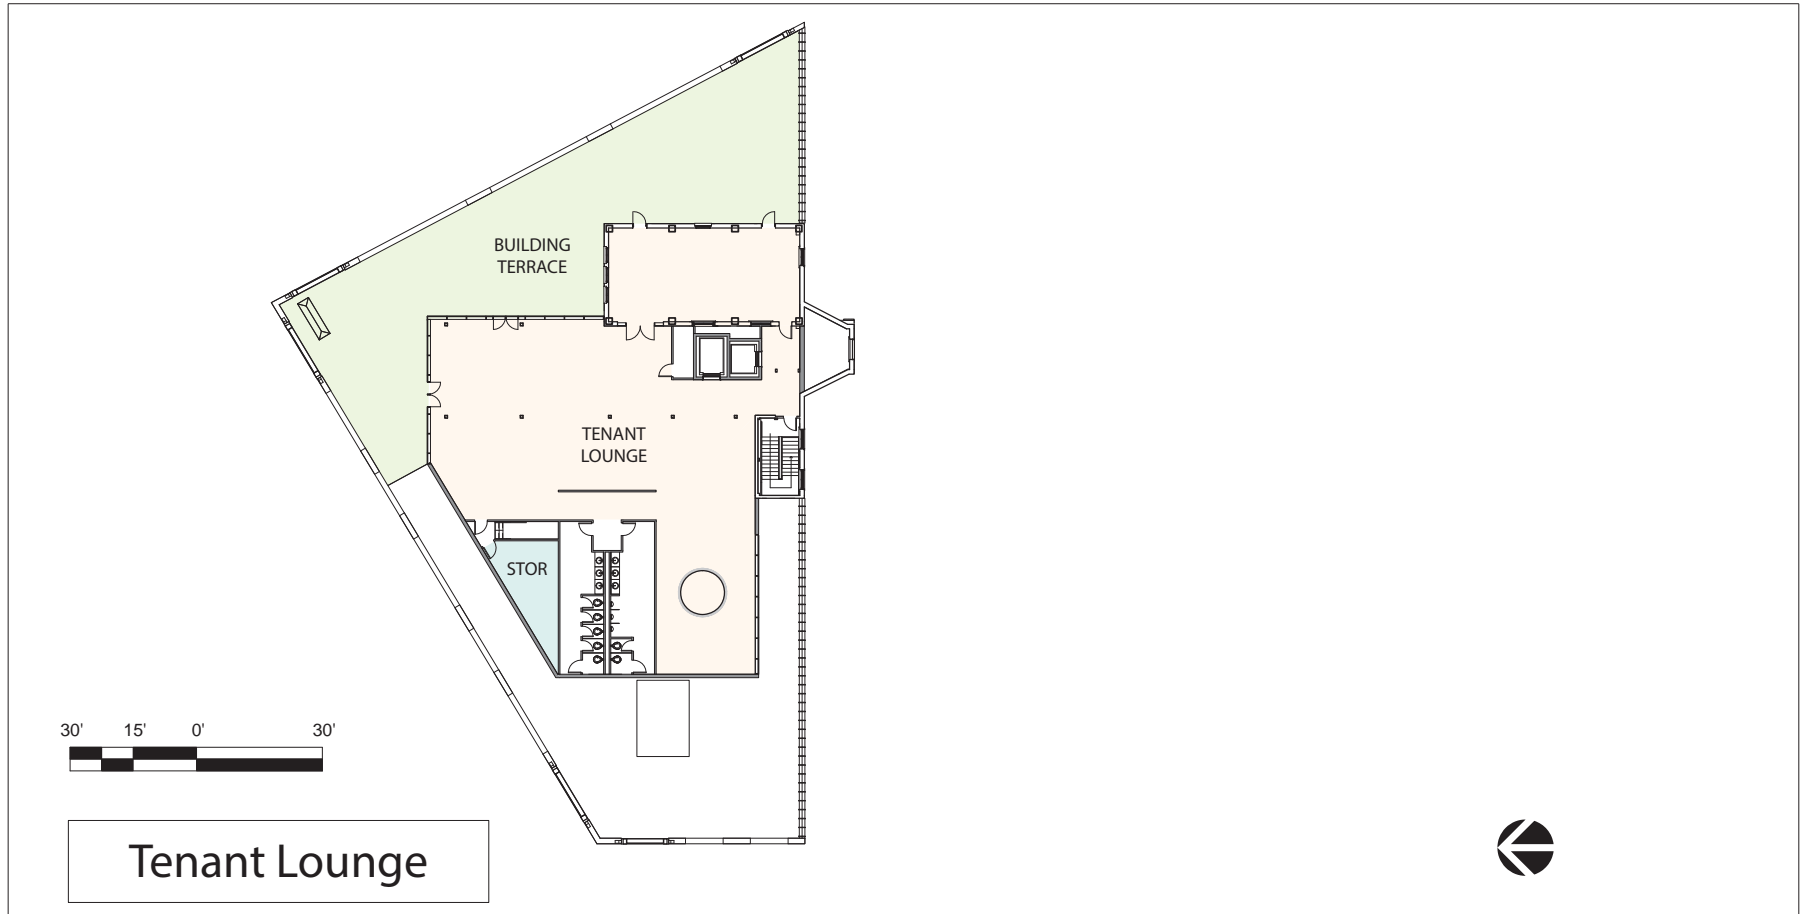 BUILDING
TERRACE
TENANT
LOUNGE
STOR
30' 15' 0' 30'
Tenant Lounge